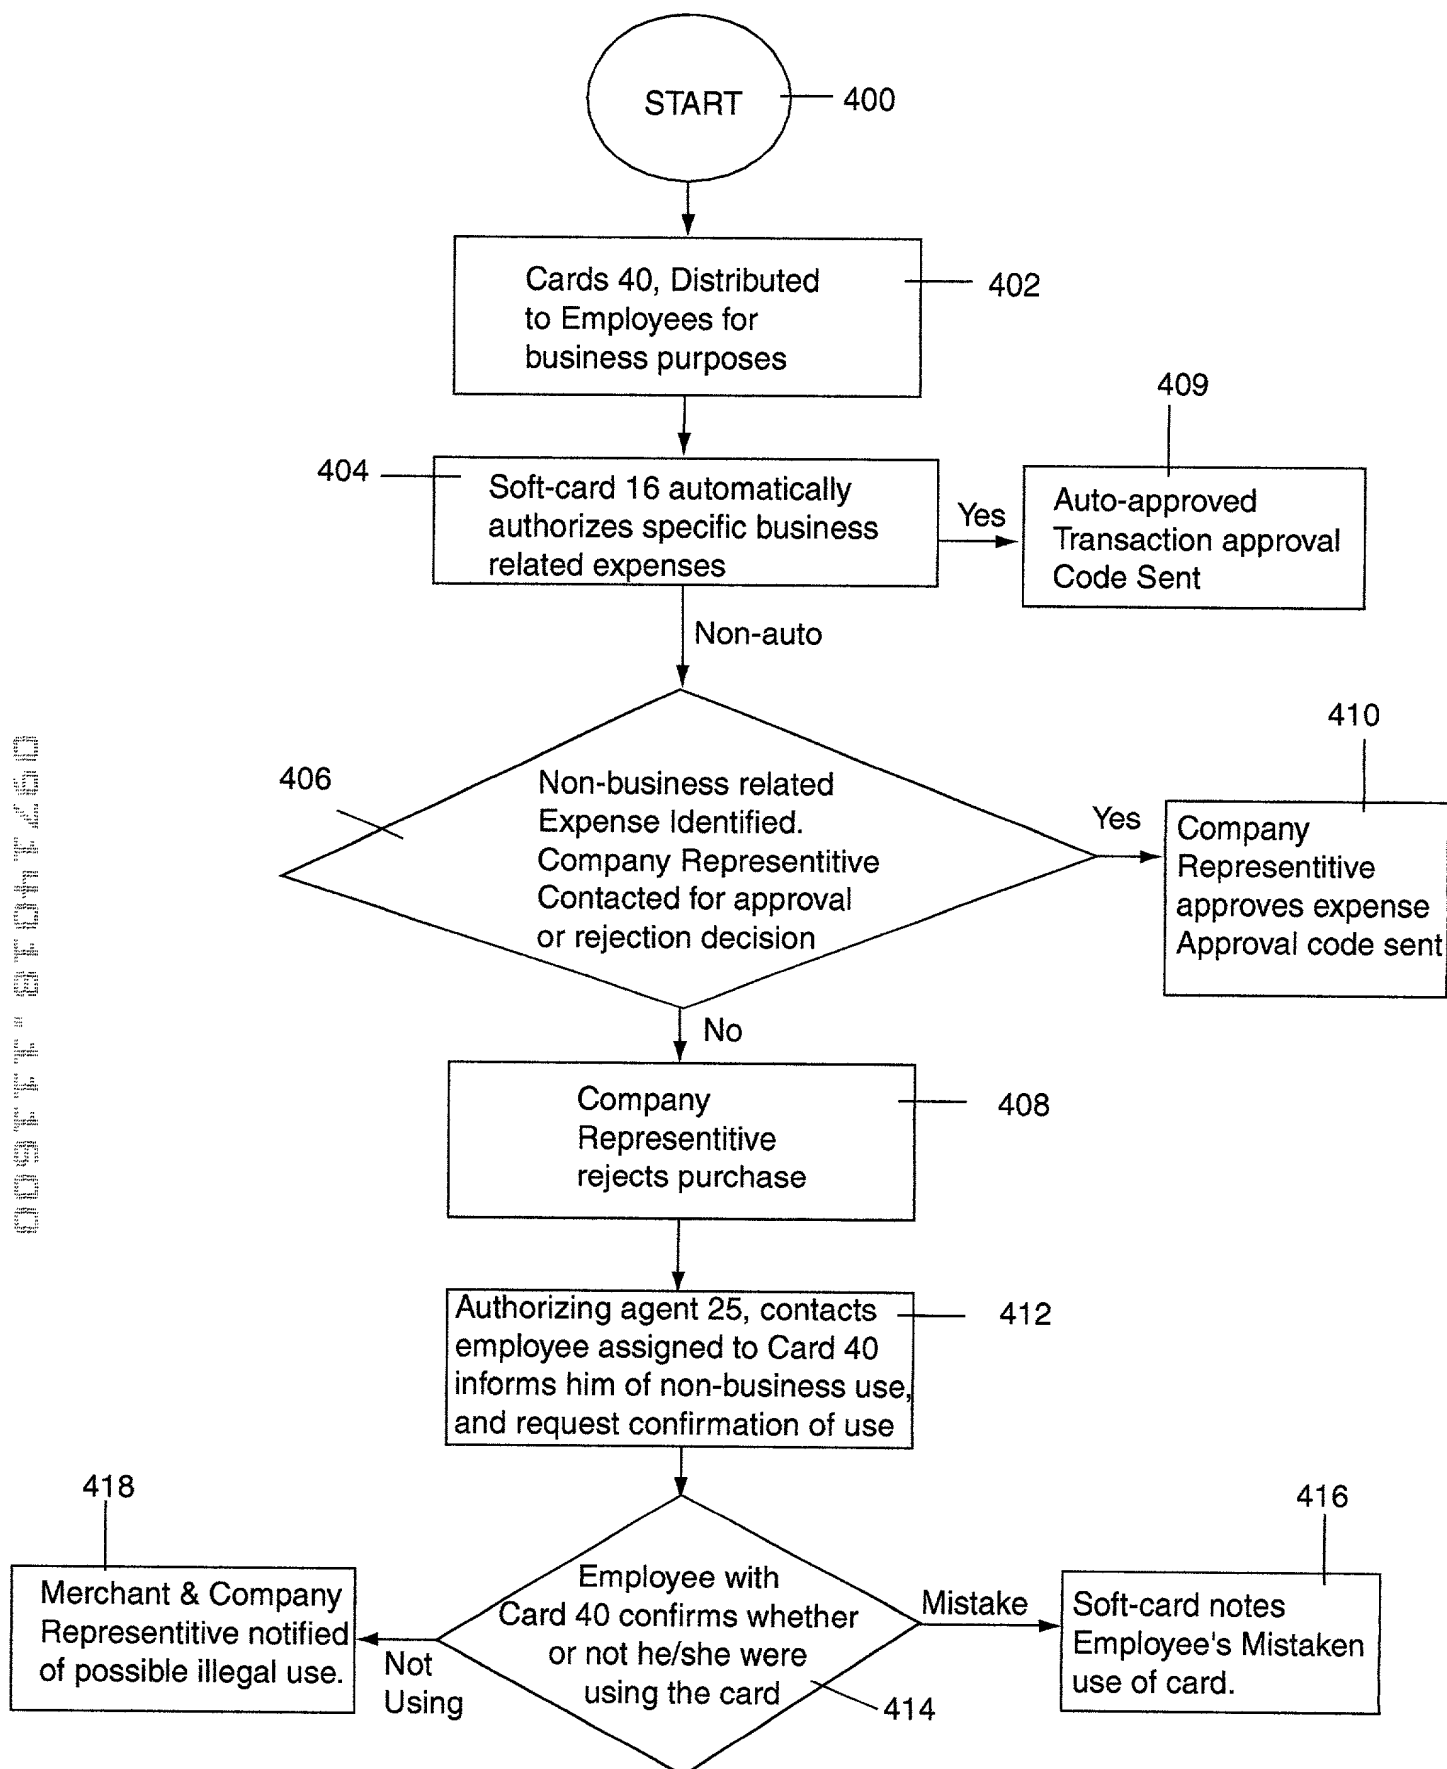 START
400
Cards 40, Distributed
to Employees for
business purposes
402
409
404
Soft-card 16 automatically
authorizes specific business
related expenses
Yes
Auto-approved
Transaction approval
Code Sent
Non-auto
410
406
Non-business related
Expense Identified.
Company Representitive
Contacted for approval
or rejection decision
Yes
Company
Representitive
approves expense
Approval code sent
No
Company
Representitive
rejects purchase
408
Authorizing agent 25, contacts
employee assigned to Card 40
informs him of non-business use,
and request confirmation of use
412
418
416
Merchant & Company
Representitive notified
of possible illegal use.
Not
Using
Employee with
Card 40 confirms whether
or not he/she were
using the card
414
Mistake
Soft-card notes
Employee's Mistaken
use of card.